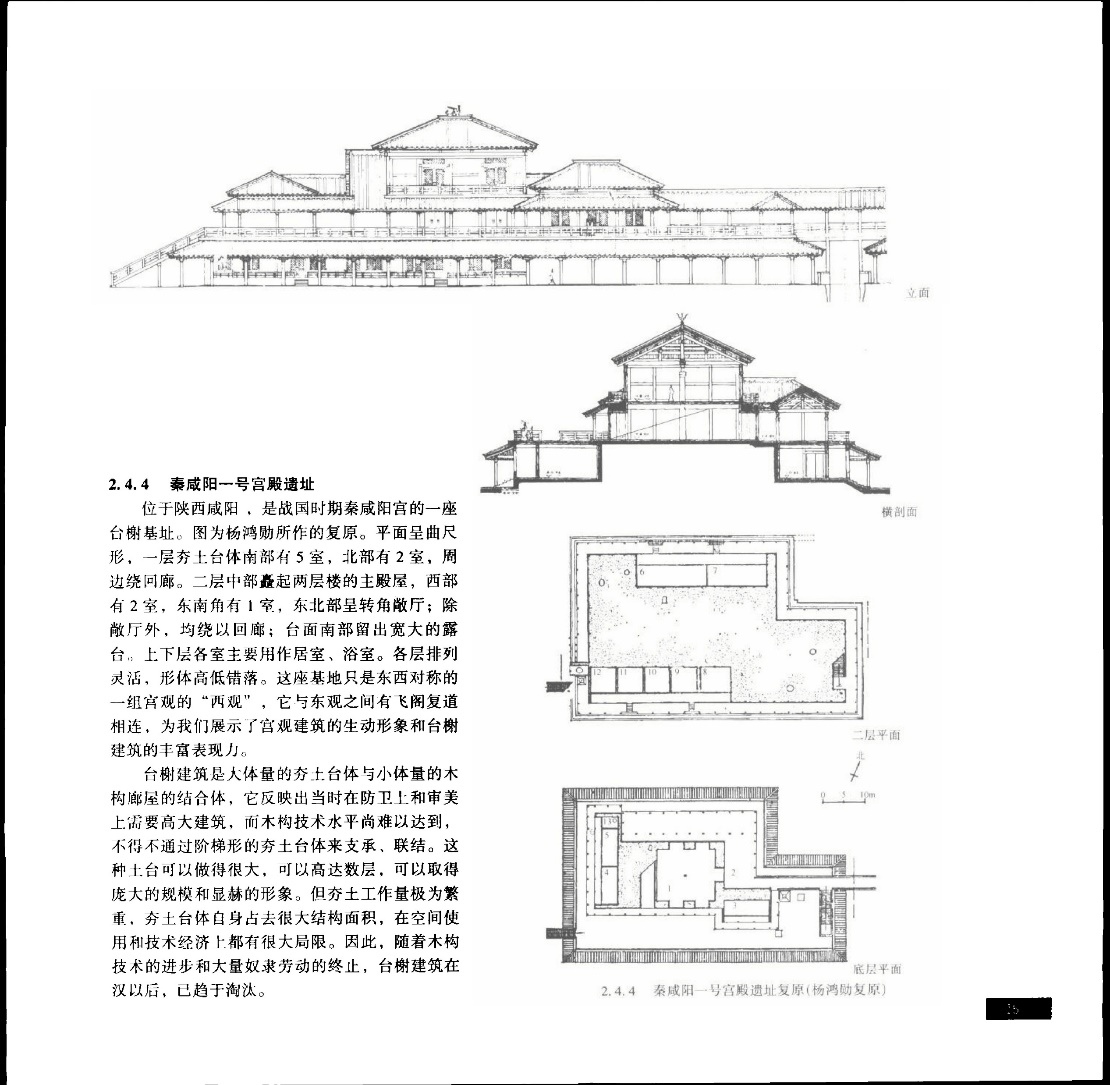 立面
横剖面
2.4.4 秦咸阳一号宫殿遗址
位于陕西咸阳，是战国时期秦咸阳宫的一座
台榭基址。图为杨鸿勋所作的复原。平面呈曲尺
形，一层夯土台体南部有5室，北部有2室，周
边绕回廊。二层中部矗起两层楼的主殿屋，西部
有2室，东南角有1室，东北部呈转角敞厅；除
敞厅外，均绕以回廊；台面南部留出宽大的露
台。上下层各室主要用作居室、浴室。各层排列
灵活，形体高低错落。这座基地只是东西对称的
一组宫观的“西观”，它与东观之间有飞阁复道
相连，为我们展示了宫观建筑的生动形象和台榭
建筑的丰富表现力。
台榭建筑是大体量的夯土台体与小体量的木
构廊屋的结合体，它反映出当时在防卫上和审美
上需要高大建筑，而木构技术水平尚难以达到，
不得不通过阶梯形的夯土台体来支承、联结。这
种土台可以做得很大，可以高达数层，可以取得
庞大的规模和显赫的形象。但夯土工作量极为繁
重，夯土台体自身占去很大结构面积，在空间使
用和技术经济上都有很大局限。因此，随着木构
技术的进步和大量奴隶劳动的终止，台榭建筑在
汉以后，已趋于淘汰。
6 7
12 11 10 9 8
二层平面
北
0 5 10m
5
4
1
2
3
底层平面
2.4.4 秦咸阳一号宫殿遗址复原(杨鸿勋复原)